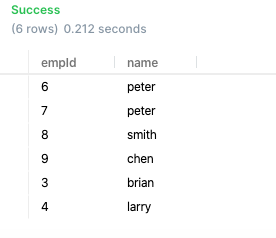 Success
(6 rows) 0.212 seconds
empId name
6 peter
7 peter
8 smith
9 chen
3 brian
4 larry